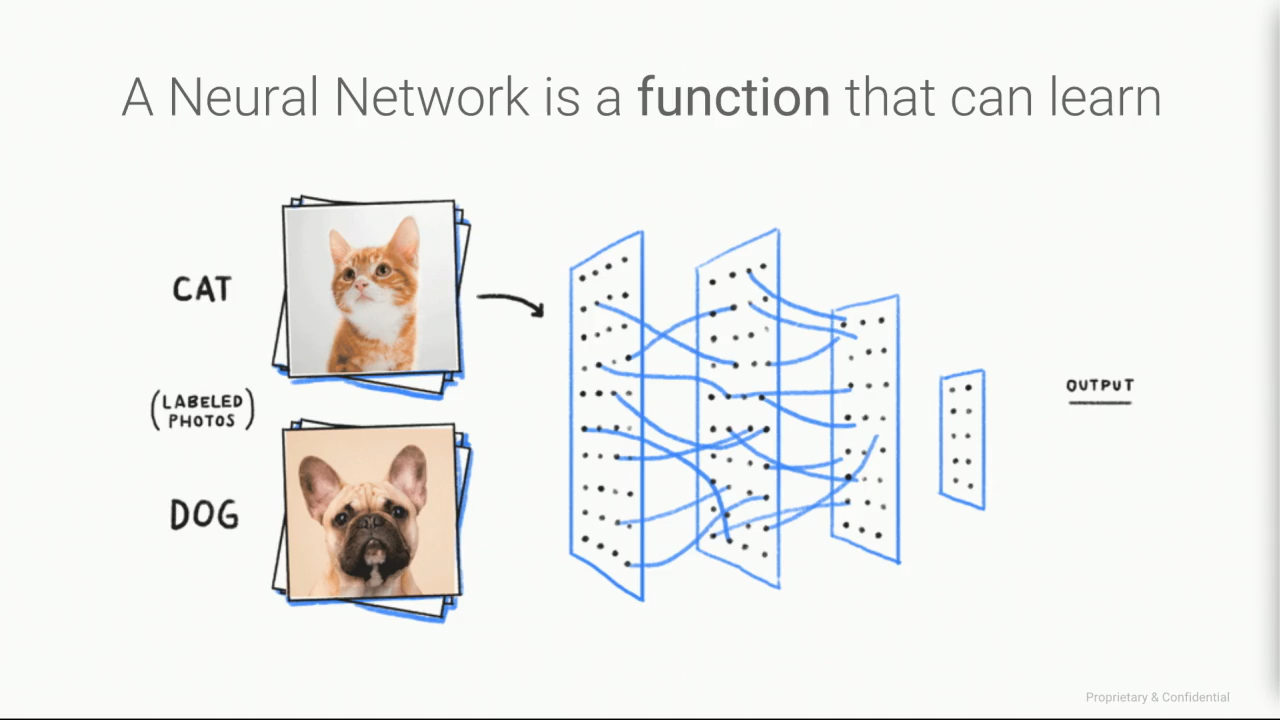 A Neural Network is a function that can learn
CAT
(LABELED
PHOTOS)
DOG
OUTPUT
Proprietary & Confidential